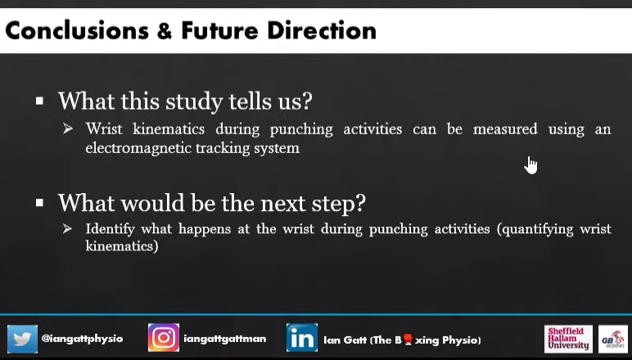 Conclusions & Future Direction
What this study tells us?
Wrist kinematics during punching activities can be measured using an
electromagnetic tracking system
What would be the next step?
Identify what happens at the wrist during punching activities (quantifying wrist
kinematics)
@iangattphysio
iangattgattman
in
Ian Gatt (The B🥊xing Physio)
Sheffield
Hallam
University
GB
BOXING